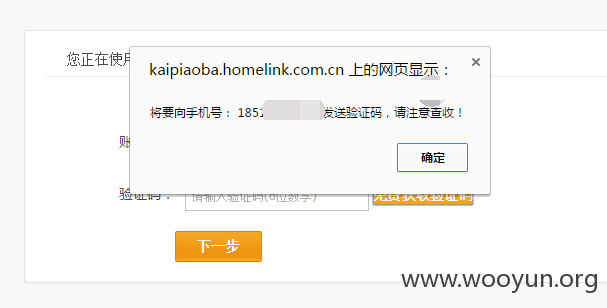 您正在使用
kaipiaoba.homelink.com.cn 上的网页显示：
将要向手机号： 185 发送验证码，请注意查收！
确定
账
验证码： 请输入验证码(6位数字) 免费获取验证码
下一步
www.wooyun.org